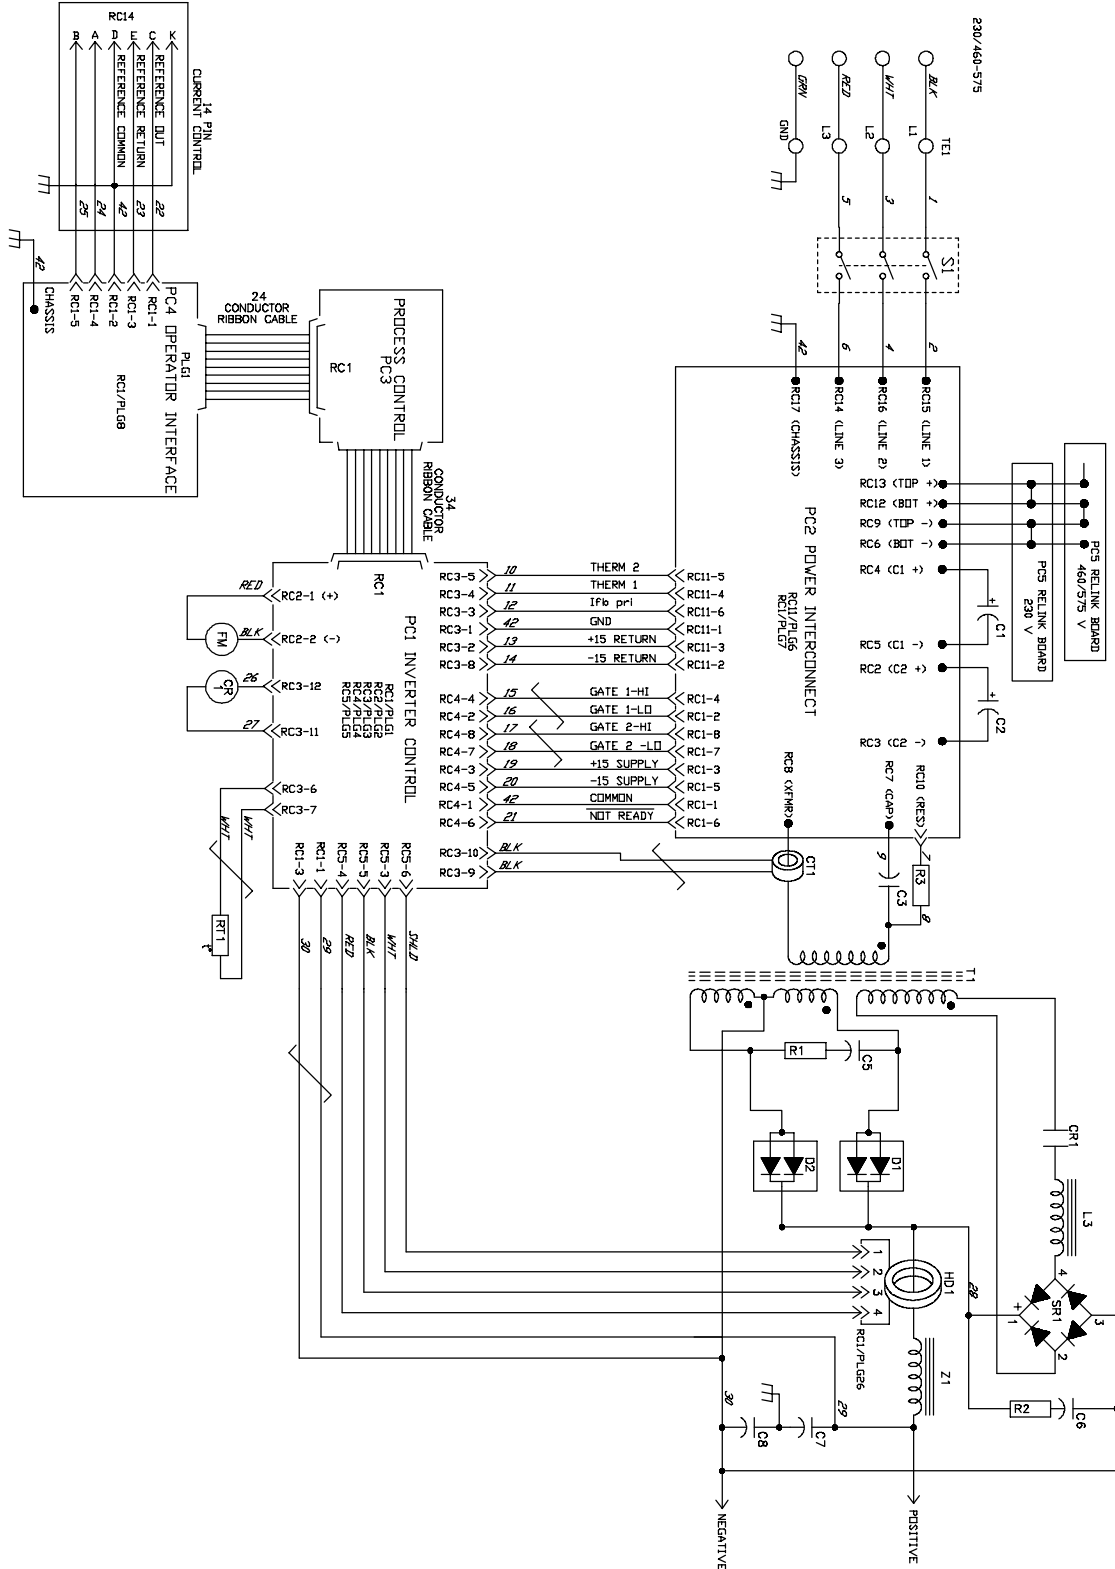 230/460-575
BLK
WHT
RED
GRN
TE1
L1
L2
L3
GND
1
3
5
S1
2
4
6
42
RC15 (LINE 1)
RC16 (LINE 2)
RC14 (LINE 3)
RC17 (CHASSIS)
PC2 POWER INTERCONNECT
RC11/PLG6
RC1/PLG7
RC13 (TOP +)
RC12 (BOT +)
RC9 (TOP -)
RC6 (BOT -)
RC4 (C1 +)
RC5 (C1 -)
RC2 (C2 +)
RC3 (C2 -)
+
C1
+
C2
PC5 RELINK BOARD
460/575 V
PC5 RELINK BOARD
230 V
RC8 (XFMR)
RC7 (CAP)
RC10 (RES)
RC14
B
A
D
E
C
K
REFERENCE COMMON
REFERENCE RETURN
REFERENCE OUT
14 PIN
CURRENT CONTROL
25
24
42
23
22
42
CHASSIS
RC1-5
RC1-4
RC1-2
RC1-3
RC1-1
PC4 OPERATOR INTERFACE
PLG1
RC1/PLG8
24
CONDUCTOR
RIBBON CABLE
RC1
PROCESS CONTROL
PC3
34
CONDUCTOR
RIBBON CABLE
RC1
PC1 INVERTER CONTROL
RC1/PLG1
RC2/PLG2
RC3/PLG3
RC4/PLG4
RC5/PLG5
RED
RC2-1 (+)
FM
BLK
RC2-2 (-)
CR
1
26
RC3-12
27
RC3-11
RC3-6
RC3-7
WHT
WHT
RT1
t°
RC3-5 10 THERM 2 RC11-5
RC3-4 11 THERM 1 RC11-4
RC3-3 12 Iflo pri RC11-6
RC3-1 42 GND RC11-1
RC3-2 13 +15 RETURN RC11-3
RC3-8 14 -15 RETURN RC11-2
RC4-4 15 GATE 1-HI RC1-4
RC4-2 16 GATE 1-LO RC1-2
RC4-8 17 GATE 2-HI RC1-8
RC4-7 18 GATE 2 -LO RC1-7
RC4-3 19 +15 SUPPLY RC1-3
RC4-5 20 -15 SUPPLY RC1-5
RC4-1 42 COMMON RC1-1
RC4-6 21 NOT READY RC1-6
RC3-10 BLK
RC3-9 BLK
RC1-3
RC1-1
RC5-4
RC5-5
RC5-3
RC5-6
30
29
RED
BLK
WHT
SHLD
CT1
9
C3
7
R3
8
T1
R1
C5
D2
D1
CR1
L3
4
SR1
3
+
1
2
28
HD1
1
2
3
4
RC1/PLG26
Z1
R2
C6
30
29
C8
C7
NEGATIVE
POSITIVE